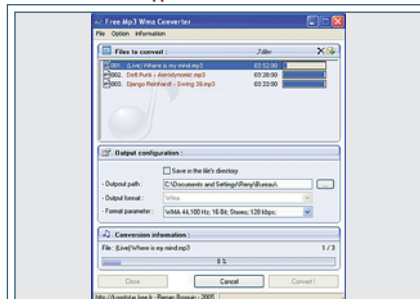 Free Mp3 Wma Converter
File Option Information
Files to convert :
001. (Live) Where is my mind.mp3 03:52:00
002. Daft Punk - Aerodynamic.mp3 03:28:00
003. Django Reinhardt - Swing 39.mp3 03:22:00
Output configuration :
Save in the file's directory
- Output path : C:\Documents and Settings\Remy\Bureau\ ...
- Output format : Wma
- Format parameter : WMA 44,100 Hz; 16 Bit; Stereo; 128 kbps;
Conversion information :
File : (Live) Where is my mind.mp3 1 / 3
0 %
Close Cancel Convert !